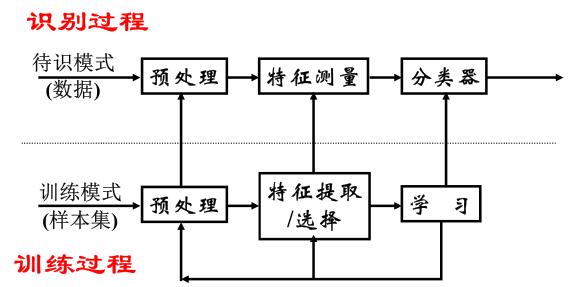 识别过程
待识模式
(数据)
预处理
特征测量
分类器
训练模式
(样本集)
预处理
特征提取
/选择
学 习
训练过程